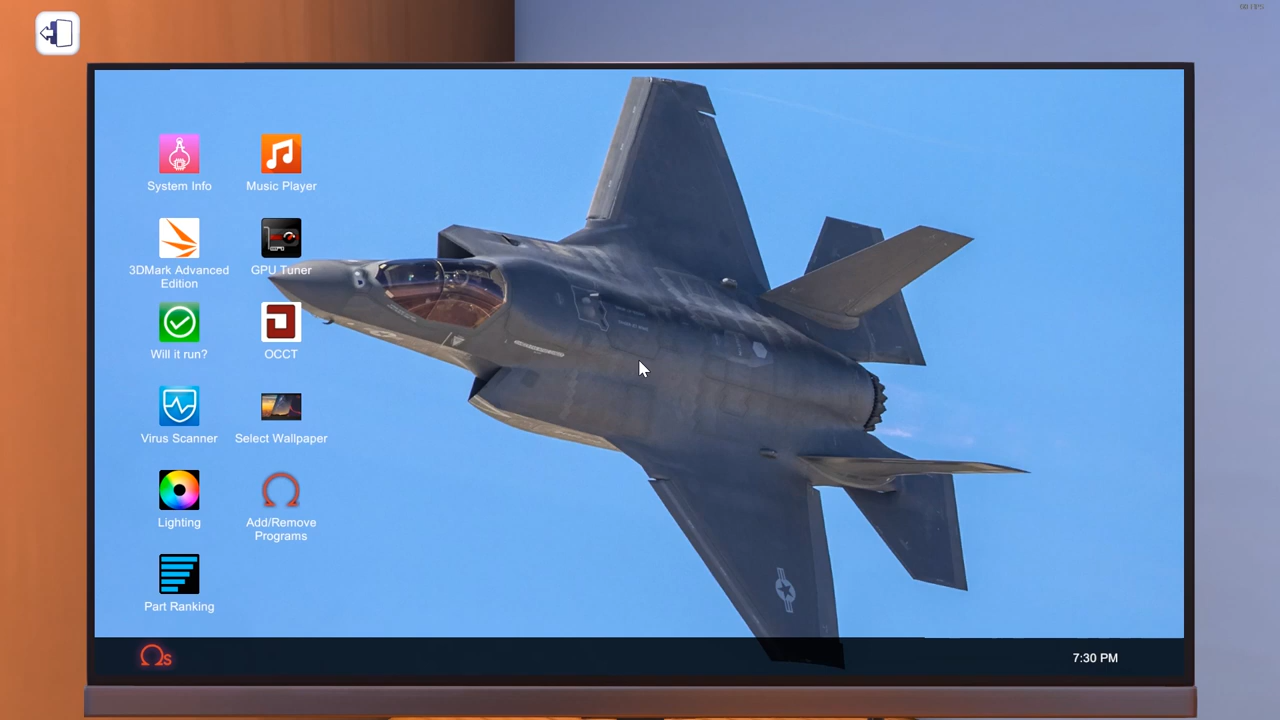 System Info
Music Player
3DMark Advanced
Edition
GPU Tuner
Will it run?
OCCT
Virus Scanner
Select Wallpaper
Lighting
Add/Remove
Programs
Part Ranking
Ωs
7:30 PM